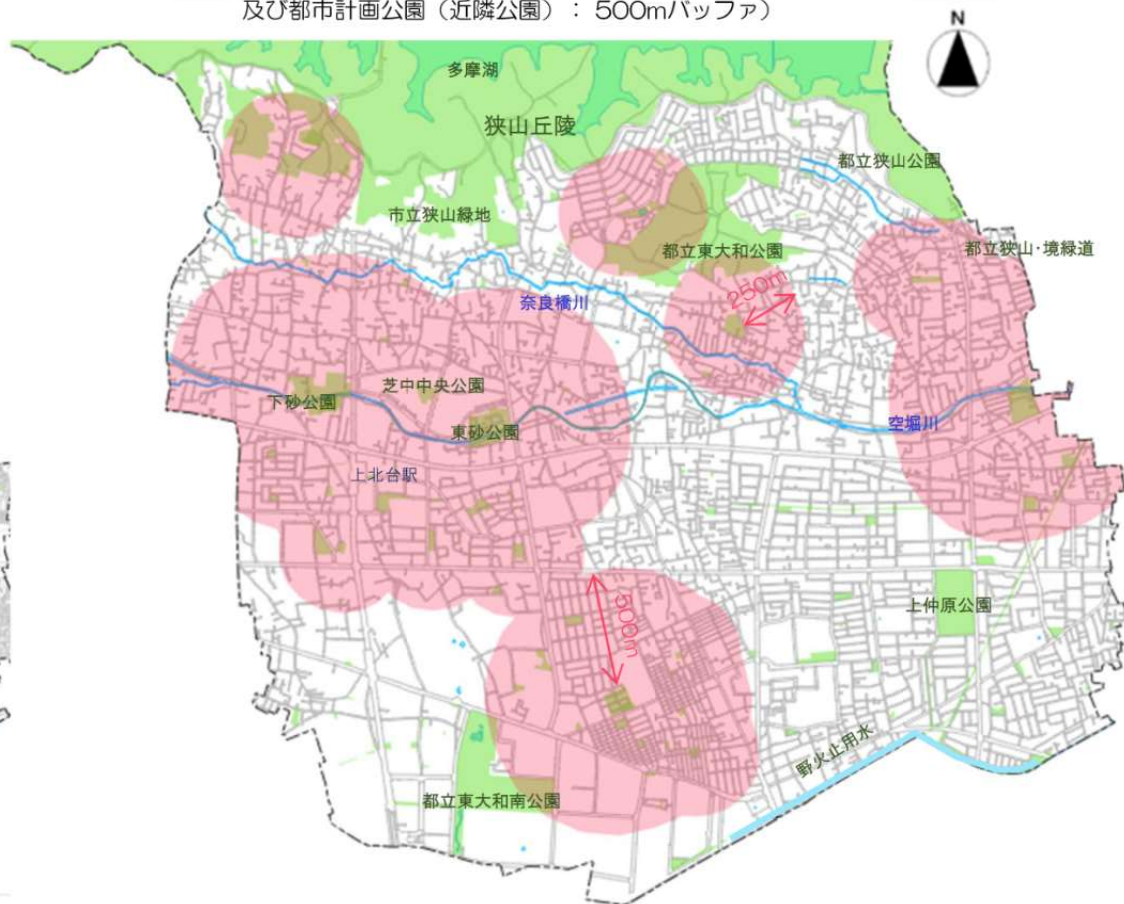 及び都市計画公園（近隣公園）： 500mバッファ）
N
多摩湖
狭山丘陵
都立狭山公園
市立狭山緑地
都立東大和公園
都立狭山・境緑道
250m
奈良橋川
芝中中央公園
下砂公園
東砂公園
空堀川
上北台駅
500m
上仲原公園
野火止用水
都立東大和南公園